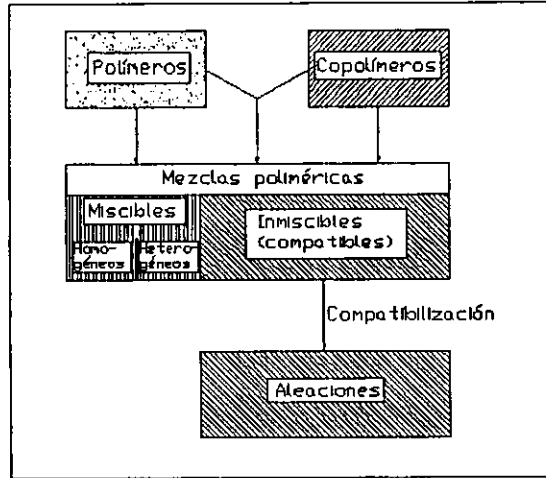 Polímeros
Copolímeros
Mezclas poliméricas
Miscibles
Homo-
géneos
Hetero-
géneos
Inmiscibles
(compatibles)
Compatibilización
Aleaciones